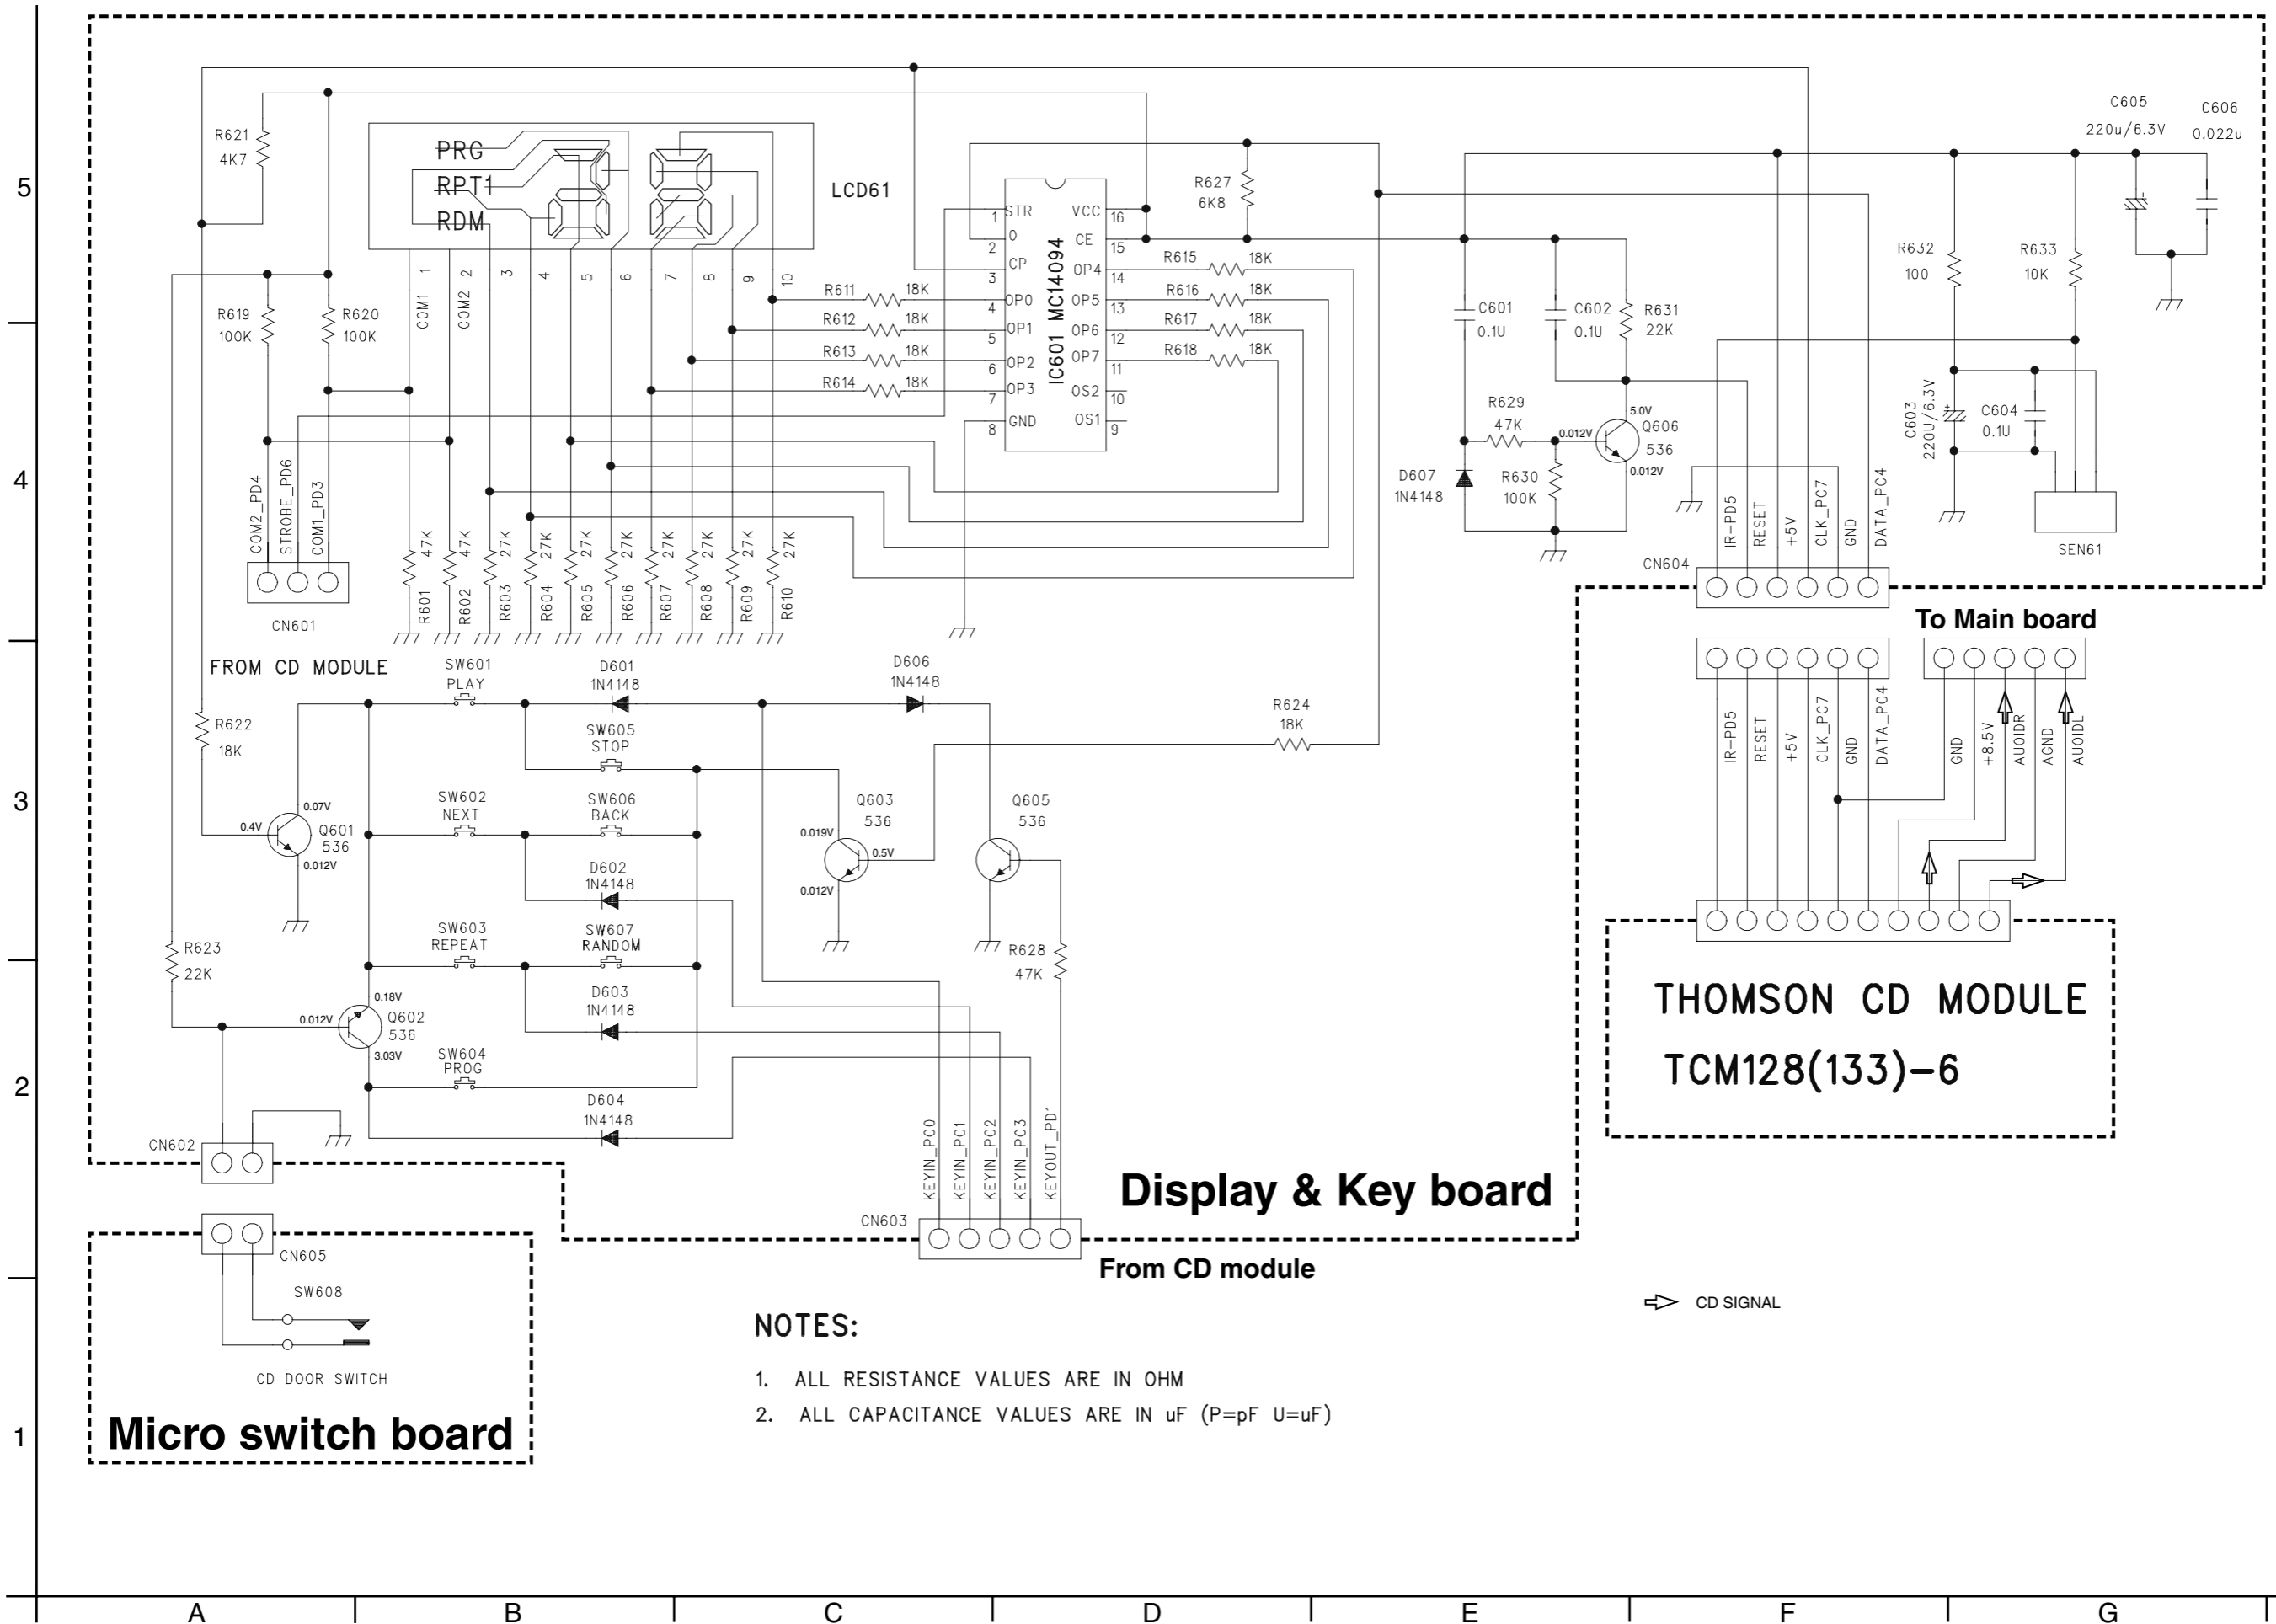 C605
220u/6.3V
C606
0.022u
R621
4K7
PRG
RPT1
RDM
LCD61
R627
6K8
5
STR
O
CP
OP0
OP1
OP2
OP3
GND
1
2
3
4
5
6
7
8
IC601 MC14094
VCC
CE
OP4
OP5
OP6
OP7
OS2
OS1
16
15
14
13
12
11
10
9
R632
100
R633
10K
COM1
1
COM2
2
3
4
5
6
7
8
9
10
R611 18K
R612 18K
R613 18K
R614 18K
R615 18K
R616 18K
R617 18K
R618 18K
C601
0.1U
C602
0.1U
R631
22K
R619
100K
R620
100K
R629
47K
5.0V
0.012V
Q606
536
0.012V
C603
220U/6.3V
C604
0.1U
4
COM2_PD4
STROBE_PD6
COM1_PD3
D607
1N4148
R630
100K
IR-PD5
RESET
+5V
CLK_PC7
GND
DATA_PC4
SEN61
CN604
R601 47K
R602 47K
R603 27K
R604 27K
R605 27K
R606 27K
R607 27K
R608 27K
R609 27K
R610 27K
CN601
To Main board
FROM CD MODULE
SW601
PLAY
D601
1N4148
D606
1N4148
R622
18K
SW605
STOP
R624
18K
IR-PD5
RESET
+5V
CLK_PC7
GND
DATA_PC4
GND
+8.5V
AUOIDR
AGND
AUOIDL
3
0.07V
0.4V
Q601
536
0.012V
SW602
NEXT
SW606
BACK
Q603
536
0.019V
0.5V
0.012V
Q605
536
D602
1N4148
SW603
REPEAT
SW607
RANDOM
R623
22K
R628
47K
0.18V
0.012V
Q602
536
3.03V
D603
1N4148
THOMSON CD MODULE
TCM128(133)-6
2
SW604
PROG
D604
1N4148
CN602
KEYIN_PC0
KEYIN_PC1
KEYIN_PC2
KEYIN_PC3
KEYOUT_PD1
Display & Key board
CN603
From CD module
CN605
SW608
CD DOOR SWITCH
Micro switch board
1
CD SIGNAL
NOTES:
1. ALL RESISTANCE VALUES ARE IN OHM
2. ALL CAPACITANCE VALUES ARE IN uF (P=pF U=uF)
A
B
C
D
E
F
G